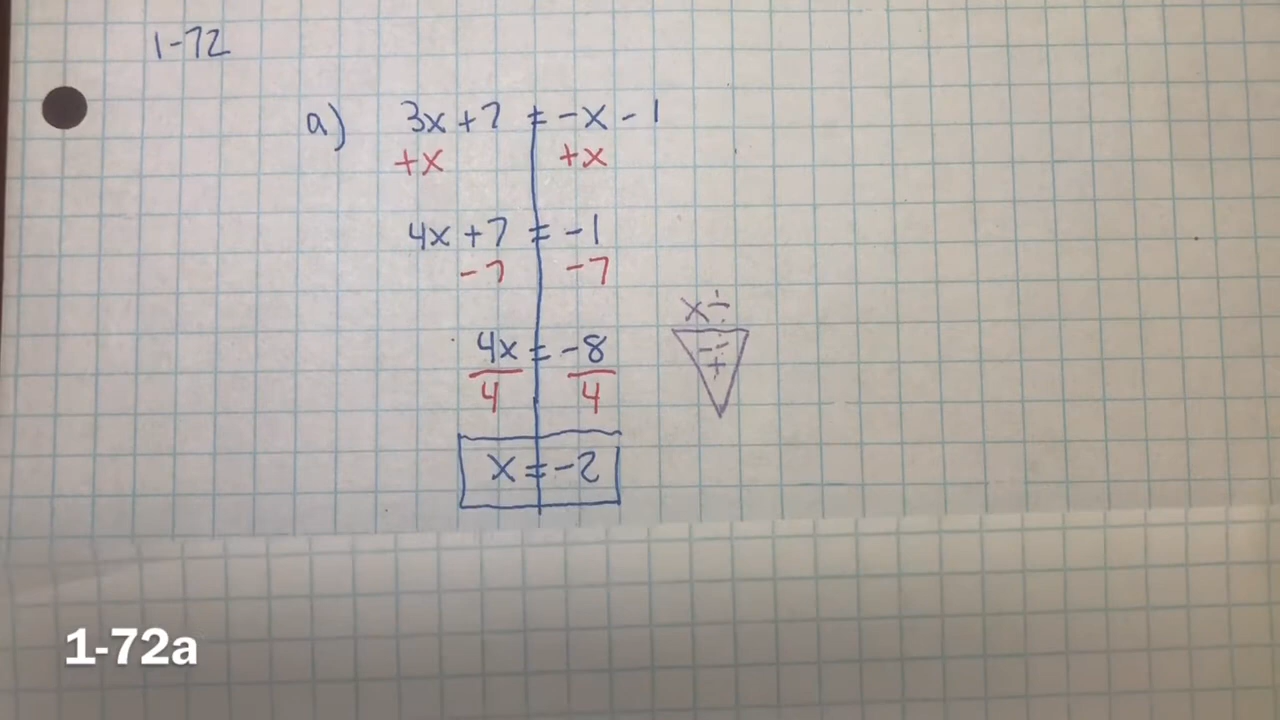 1-72
a) 3x + 7 = -x - 1
+x +x
4x + 7 = -1
-7 -7
4x = -8
4 4
x = -2
x ÷
- +
1-72a